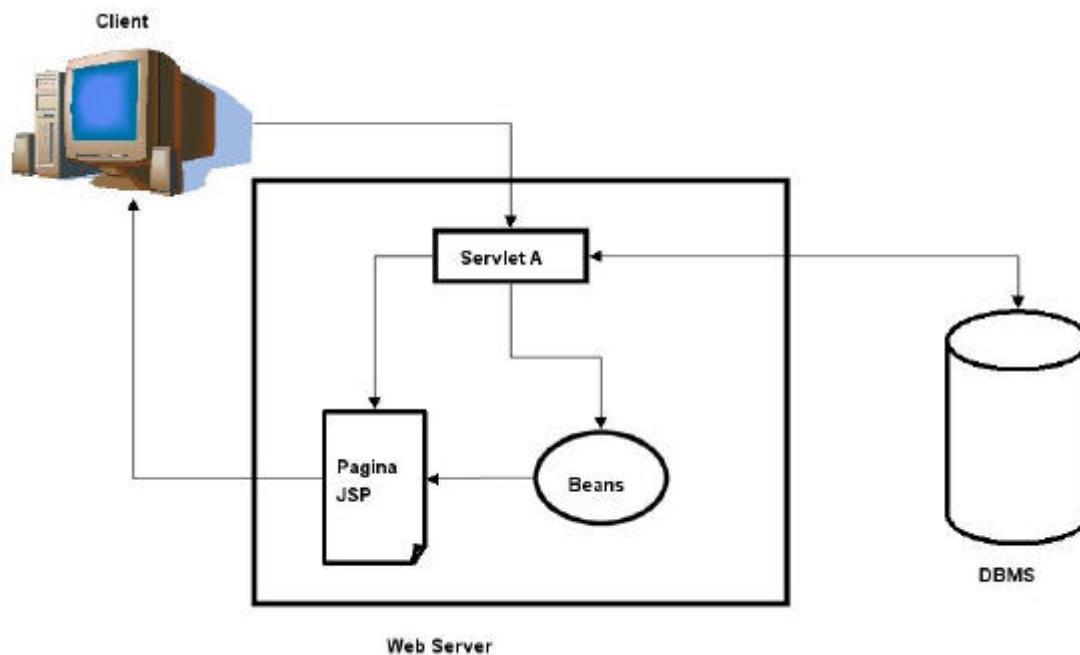 Client
Servlet A
Pagina
JSP
Beans
DBMS
Web Server